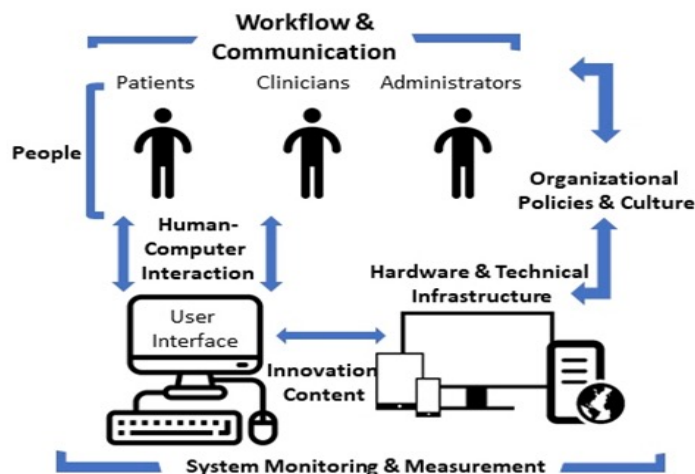 Workflow &
Communication
Patients
Clinicians
Administrators
People
Organizational
Policies & Culture
Human-
Computer
Interaction
Hardware & Technical
Infrastructure
User
Interface
Innovation
Content
System Monitoring & Measurement